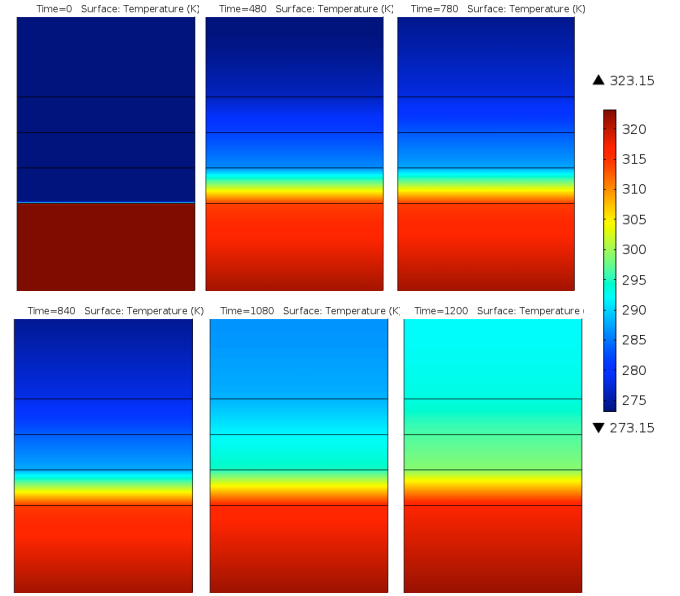 Time=0 Surface: Temperature (K)
Time=480 Surface: Temperature (K)
Time=780 Surface: Temperature (K)
323.15
320
315
310
305
300
295
290
285
280
275
273.15
Time=840 Surface: Temperature (K)
Time=1080 Surface: Temperature (K)
Time=1200 Surface: Temperature (